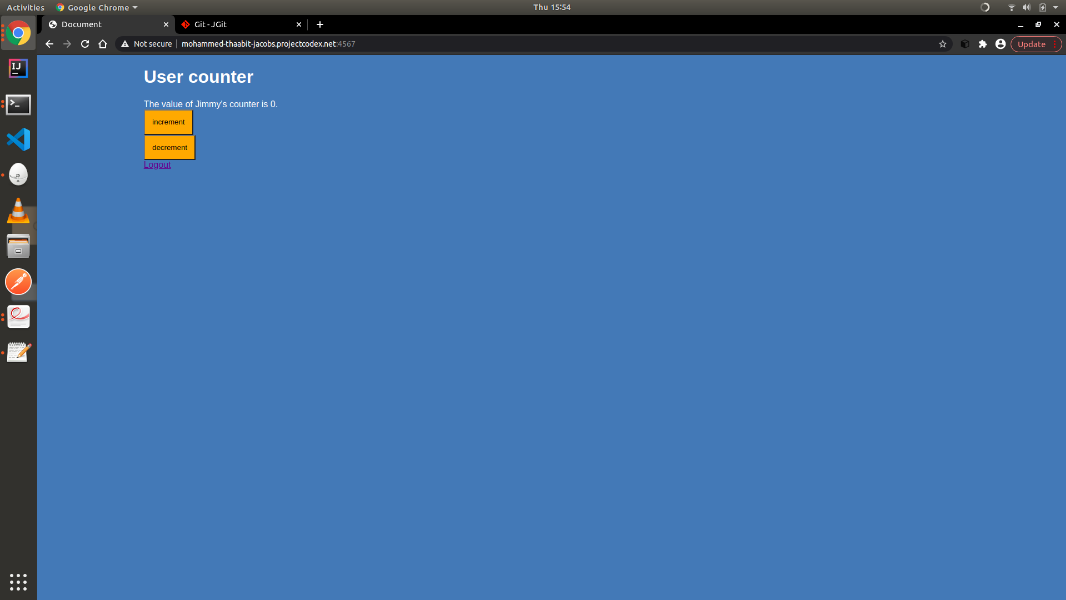 Activities Google Chrome Thu 15:54
Document Git - JGit
Not secure mohammed-thaabit-jacobs.projectcodex.net:4567 Update
IJ
User counter
The value of Jimmy's counter is 0.
increment
decrement
Logout